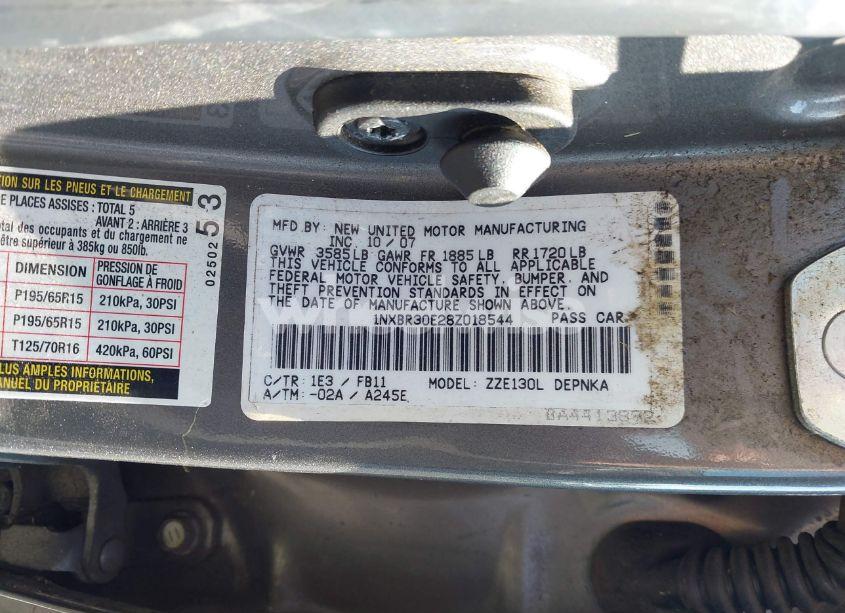 TION SUR LES PNEUS ET LE CHARGEMENT
E PLACES ASSISES : TOTAL 5
AVANT 2 : ARRIÈRE 3
tal des occupants et du chargement ne
être supérieur à 385kg ou 850lb.
DIMENSION PRESSION DE GONFLAGE À FROID
P195/65R15 210kPa, 30PSI
P195/65R15 210kPa, 30PSI
T125/70R16 420kPa, 60PSI
LUS AMPLES INFORMATIONS,
ANUEL DU PROPRIÉTAIRE
02602 53
MFD BY: NEW UNITED MOTOR MANUFACTURING
INC. 10 / 07
GVWR 3585LB GAWR FR 1885LB RR 1720LB
THIS VEHICLE CONFORMS TO ALL APPLICABLE
FEDERAL MOTOR VEHICLE SAFETY, BUMPER, AND
THEFT PREVENTION STANDARDS IN EFFECT ON
THE DATE OF MANUFACTURE SHOWN ABOVE.
1NXBR30E28Z018544 PASS CAR
C/TR: 1E3 / FB11 MODEL: ZZE130L DEPNKA
A/TM: -02A / A245E